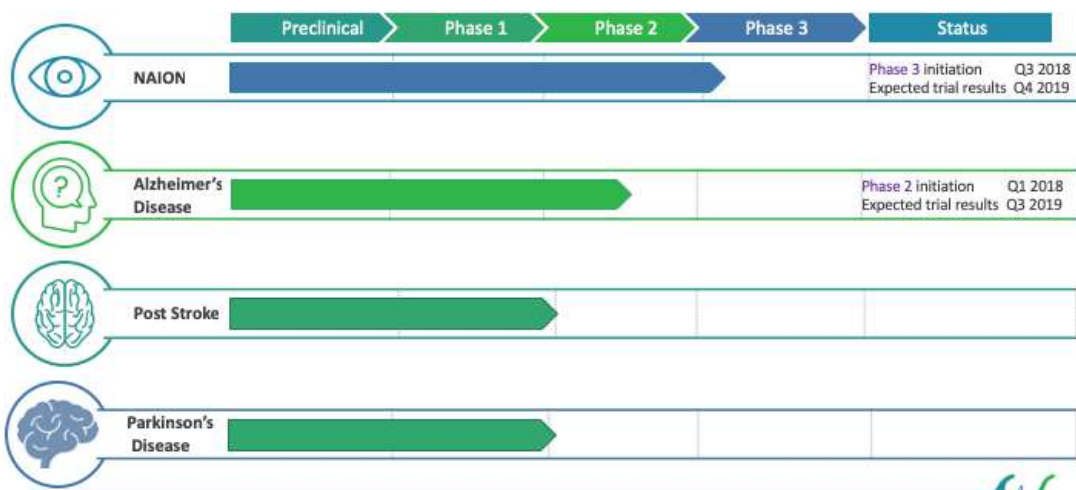 Preclinical Phase 1 Phase 2 Phase 3 Status
NAION
Phase 3 initiation Q3 2018
Expected trial results Q4 2019
?
Alzheimer's
Disease
Phase 2 initiation Q1 2018
Expected trial results Q3 2019
Post Stroke
Parkinson's
Disease